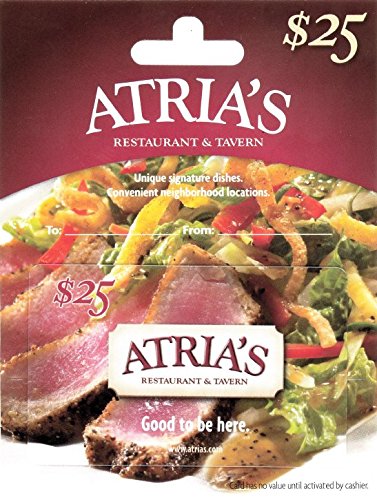 $25
ATRIA'S
RESTAURANT & TAVERN
Unique signature dishes.
Convenient neighborhood locations.
To: From:
$25
ATRIA'S
RESTAURANT & TAVERN
Good to be here.
www.atrias.com
Card has no value until activated by cashier.